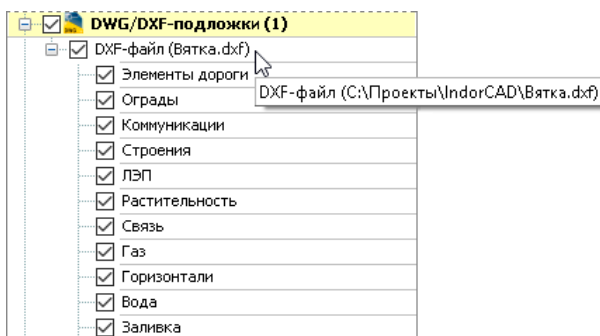 DWG/DXF-подложки (1)
DXF-файл (Вятка.dxf)
Элементы дороги
DXF-файл (C:\Проекты\IndorCAD\Вятка.dxf)
Ограды
Коммуникации
Строения
ЛЭП
Растительность
Связь
Газ
Горизонтали
Вода
Заливка